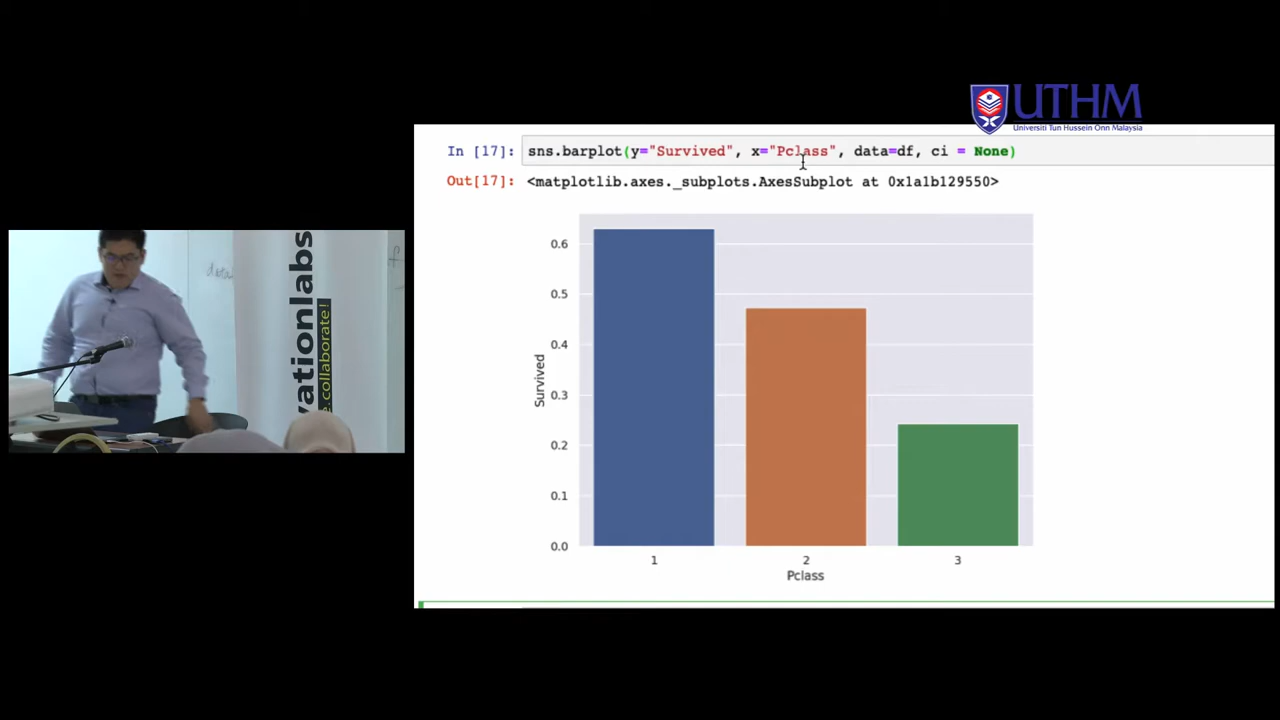 UTHM
Universiti Tun Hussein Onn Malaysia
In [17]: sns.barplot(y="Survived", x="Pclass", data=df, ci = None)
Out[17]: <matplotlib.axes._subplots.AxesSubplot at 0x1a1b129550>
0.6
0.5
0.4
0.3
0.2
0.1
0.0
Survived
1 2 3
Pclass
vationlabs
e collaborate!